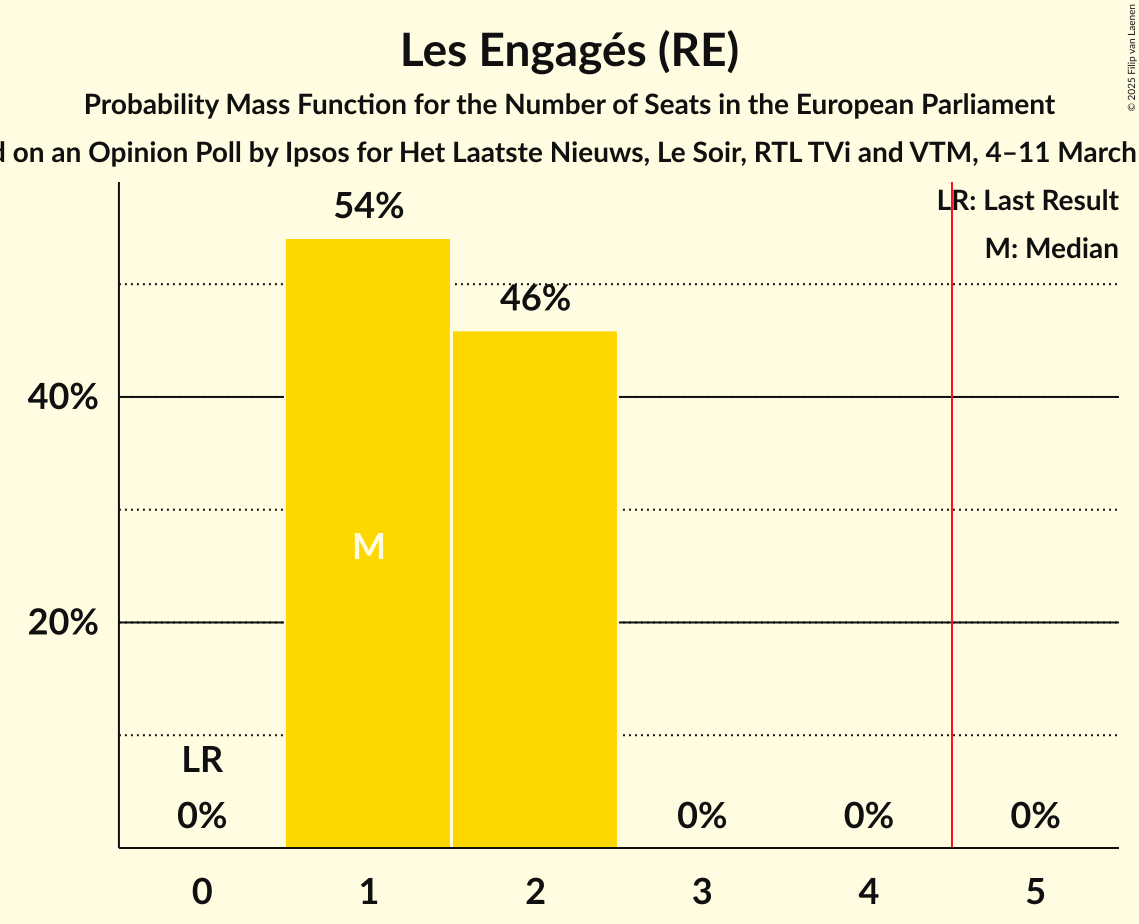 Les Engagés (RE)
Probability Mass Function for the Number of Seats in the European Parliament
on an Opinion Poll by Ipsos for Het Laatste Nieuws, Le Soir, RTL TVi and VTM, 4–11 March
© 2025 Filip van Laenen
LR: Last Result
M: Median
54%
46%
40%
M
20%
LR
0%
0%
0%
0%
0
1
2
3
4
5